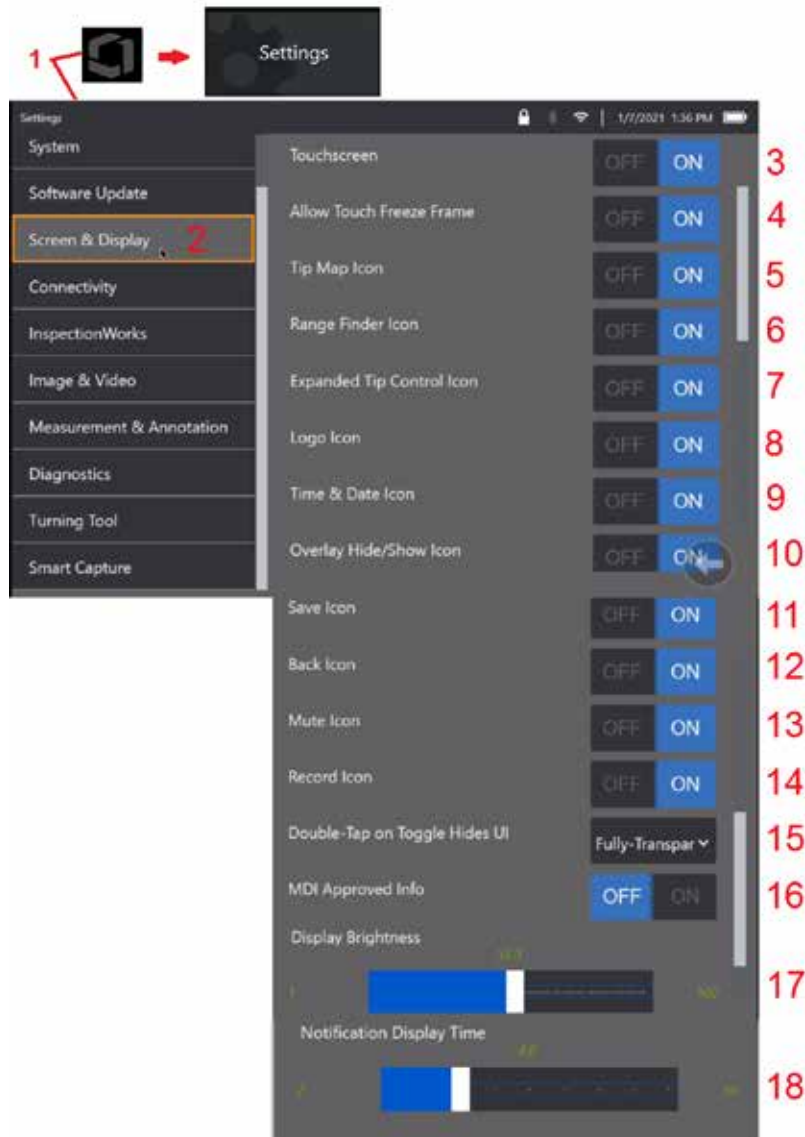 1
Settings
Settings
1/7/2021 1:36 PM
System
Software Update
Screen & Display 2
Connectivity
InspectionWorks
Image & Video
Measurement & Annotation
Diagnostics
Turning Tool
Smart Capture
Touchscreen OFF ON 3
Allow Touch Freeze Frame OFF ON 4
Tip Map Icon OFF ON 5
Range Finder Icon OFF ON 6
Expanded Tip Control Icon OFF ON 7
Logo Icon OFF ON 8
Time & Date Icon OFF ON 9
Overlay Hide/Show Icon OFF ON 10
Save Icon OFF ON 11
Back Icon OFF ON 12
Mute Icon OFF ON 13
Record Icon OFF ON 14
Double-Tap on Toggle Hides UI Fully-Transpar 15
MDI Approved Info OFF ON 16
Display Brightness
17
Notification Display Time
18